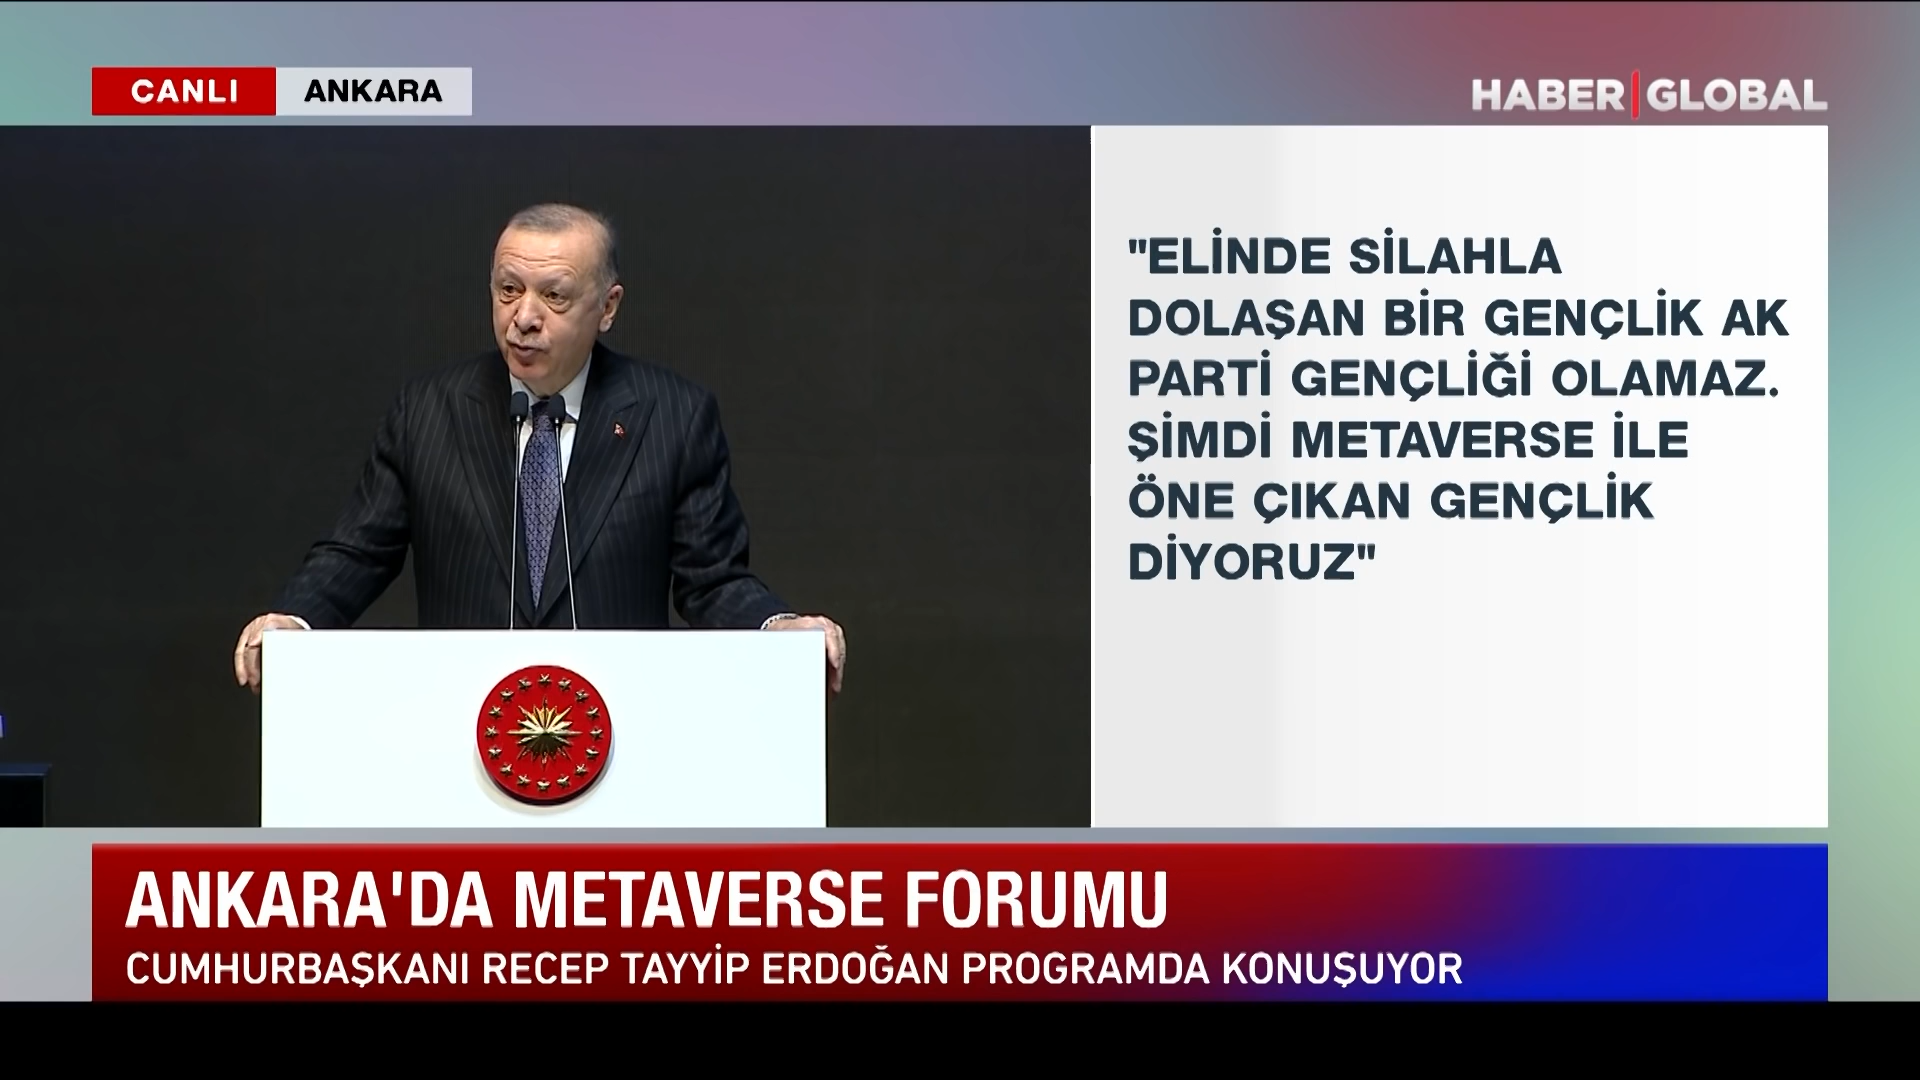 CANLI ANKARA
HABER GLOBAL
"ELİNDE SİLAHLA
DOLAŞAN BİR GENÇLİK AK
PARTİ GENÇLİĞİ OLAMAZ.
ŞİMDİ METAVERSE İLE
ÖNE ÇIKAN GENÇLİK
DİYORUZ"
ANKARA'DA METAVERSE FORUMU
CUMHURBAŞKANI RECEP TAYYİP ERDOĞAN PROGRAMDA KONUŞUYOR